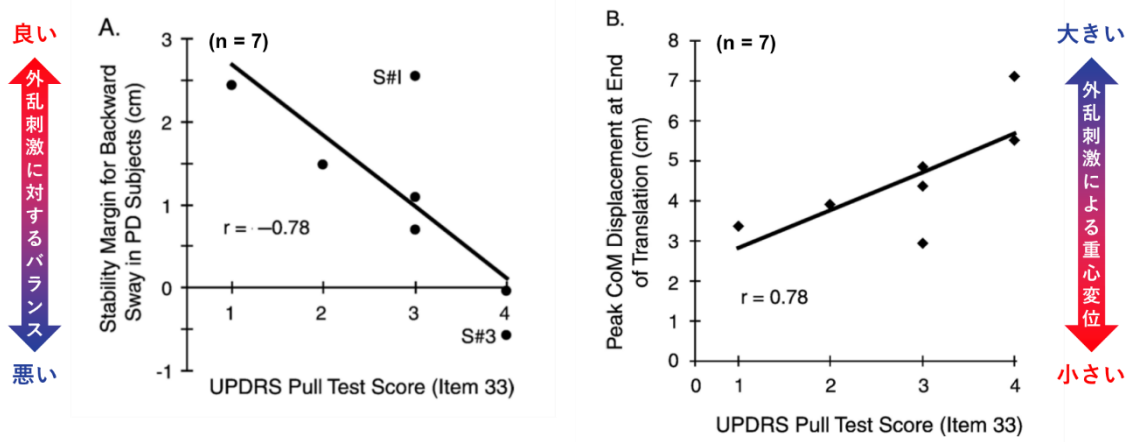 良い
外乱刺激に対するバランス
悪い
A.
(n = 7)
Stability Margin for Backward
Sway in PD Subjects (cm)
3
2
1
0
-1
S#I
r = -0.78
S#3
1 2 3 4
UPDRS Pull Test Score (Item 33)
B.
(n = 7)
Peak CoM Displacement at End
of Translation (cm)
8
7
6
5
4
3
2
1
0
r = 0.78
0 1 2 3 4
UPDRS Pull Test Score (Item 33)
大きい
外乱刺激による重心変位
小さい